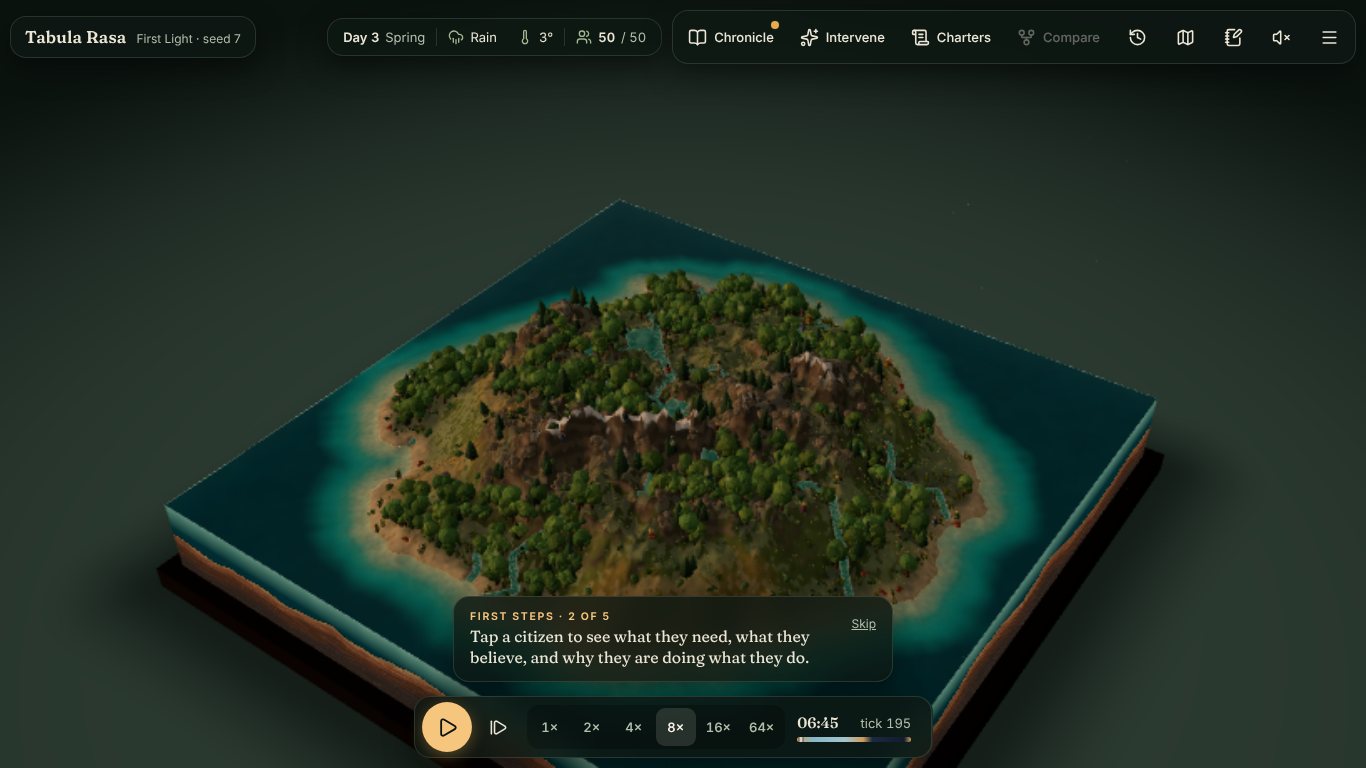 Tabula Rasa First Light · seed 7
Day 3 Spring Rain 3° 50 / 50
Chronicle Intervene Charters Compare
FIRST STEPS · 2 OF 5
Skip
Tap a citizen to see what they need, what they
believe, and why they are doing what they do.
1× 2× 4× 8× 16× 64× 06:45 tick 195